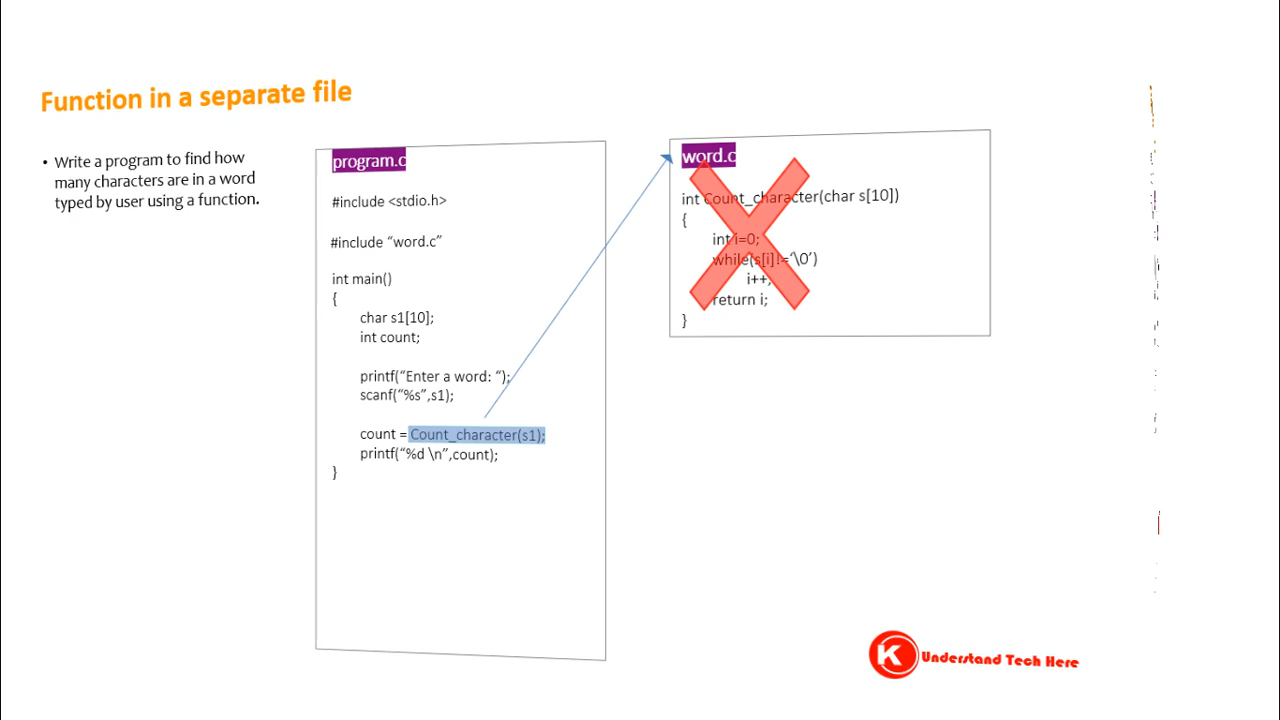 Function in a separate file
• Write a program to find how
many characters are in a word
typed by user using a function.
program.c
#include <stdio.h>
#include “word.c”
int main()
{
char s1[10];
int count;
printf(“Enter a word: “);
scanf(“%s”,s1);
count = Count_character(s1);
printf(“%d \n”,count);
}
word.c
int Count_character(char s[10])
{
int i=0;
while(s[i]!=‘\0’)
i++;
return i;
}
K Understand Tech Here